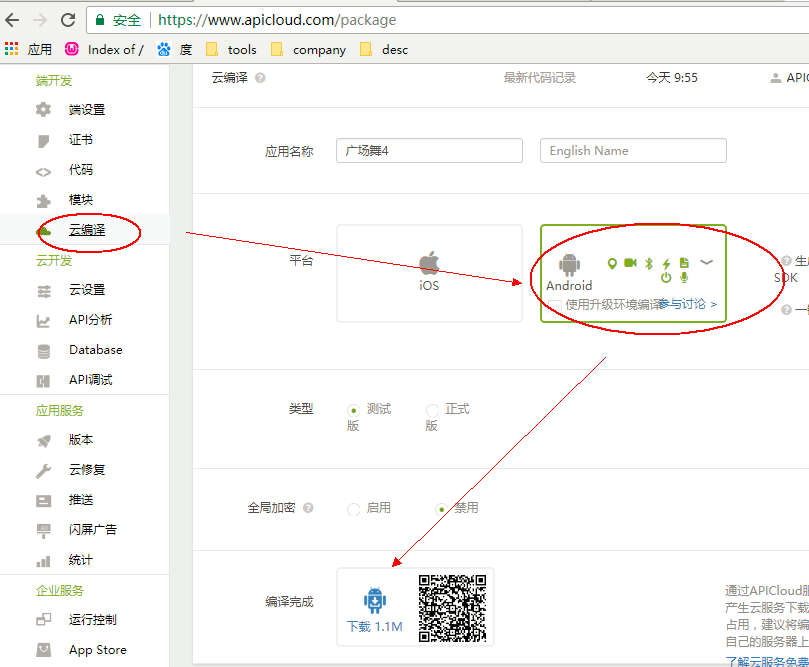 安全 https://www.apicloud.com/package
应用 Index of / 度 tools company desc
端开发
端设置
证书
代码
模块
云编译
云开发
云设置
API分析
Database
API调试
应用服务
版本
云修复
推送
闪屏广告
统计
企业服务
运行控制
App Store
云编译 最新代码记录 今天 9:55 APIC
应用名称 广场舞4 English Name
平台
iOS
Android
使用升级环境编译 参与讨论 >
生成
SDK
一键
类型 测试版 正式版
全局加密 启用 禁用
编译完成
下载 1.1M
通过APICloud服
产生云服务下载
占用，建议将编
自己的服务器上
了解云服务免费